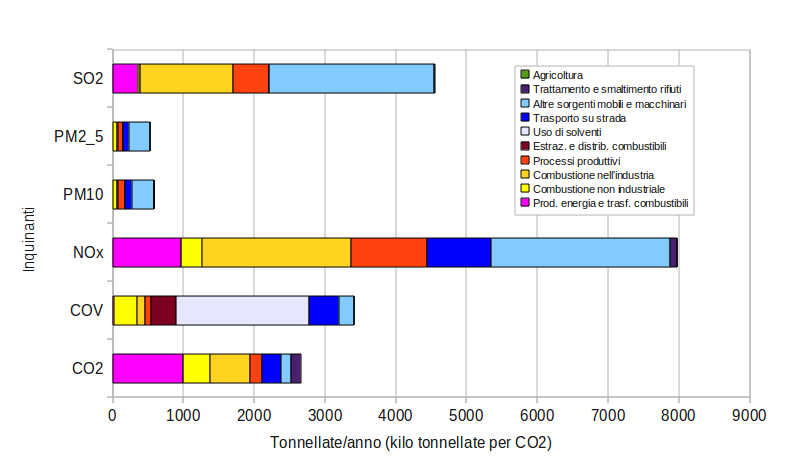 SO2
PM2_5
PM10
NOx
COV
CO2
Inquinanti
Agricoltura
Trattamento e smaltimento rifiuti
Altre sorgenti mobili e macchinari
Trasporto su strada
Uso di solventi
Estraz. e distrib. combustibili
Processi produttivi
Combustione nell'industria
Combustione non industriale
Prod. energia e trasf. combustibili
0 1000 2000 3000 4000 5000 6000 7000 8000 9000
Tonnellate/anno (kilo tonnellate per CO2)